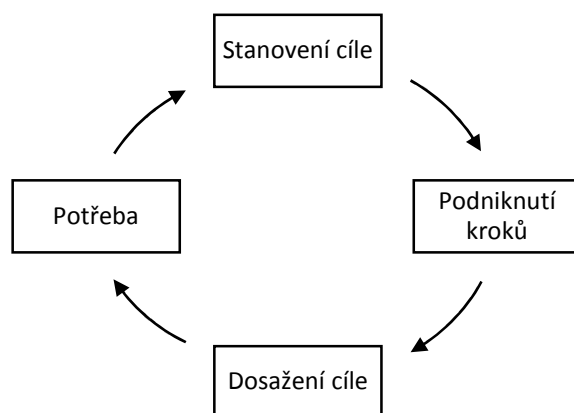 Stanovení cíle
Potřeba
Podniknutí
kroků
Dosažení cíle